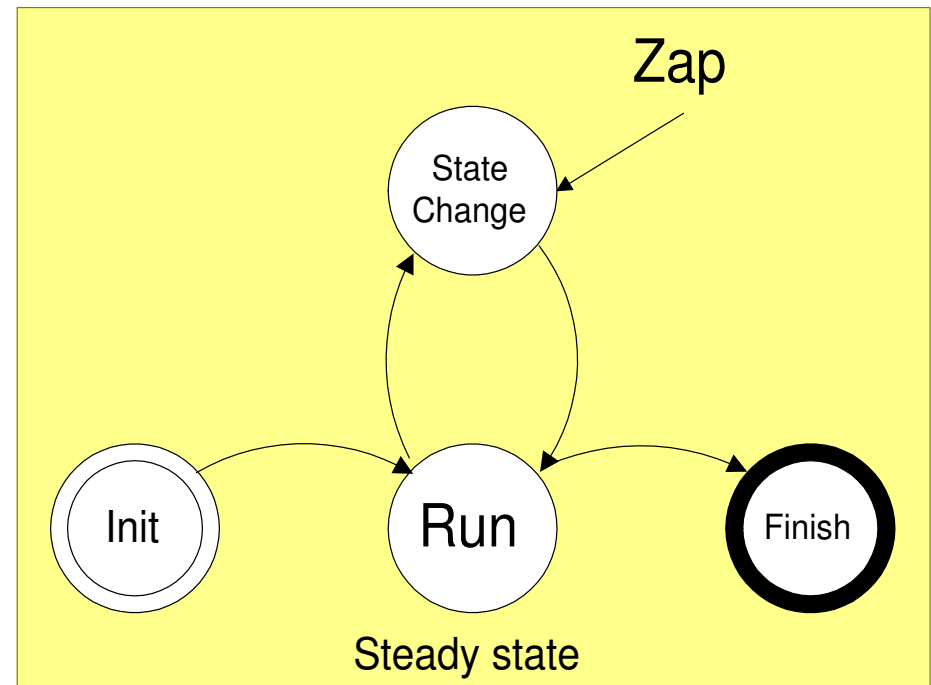 Zap
State
Change
Init
Run
Finish
Steady state